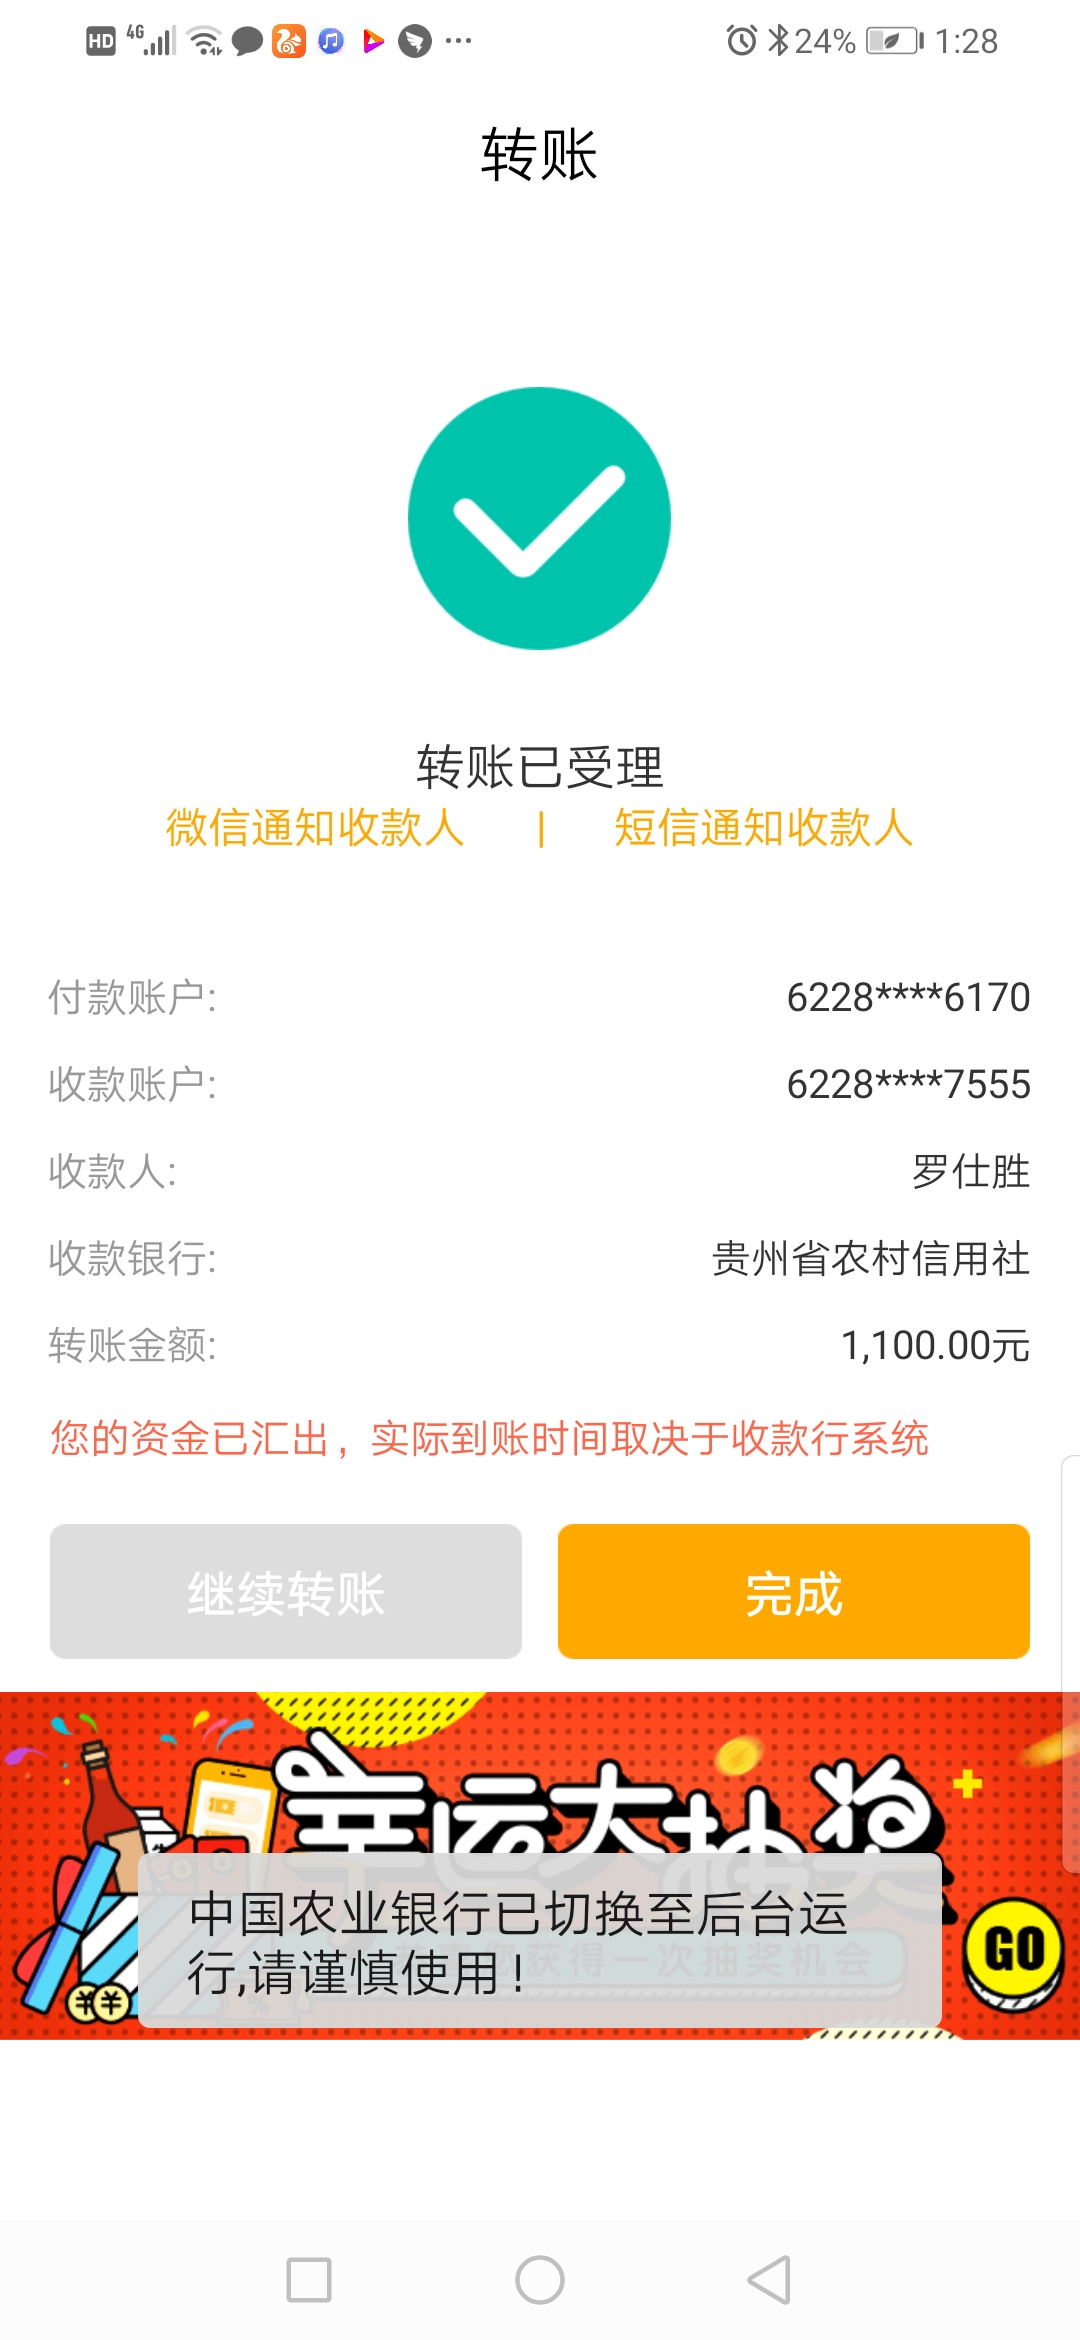 HD 4G 24% 1:28
转账
转账已受理
微信通知收款人 | 短信通知收款人
付款账户: 6228****6170
收款账户: 6228****7555
收款人: 罗仕胜
收款银行: 贵州省农村信用社
转账金额: 1,100.00元
您的资金已汇出，实际到账时间取决于收款行系统
继续转账 完成
幸运大抽奖
GO
中国农业银行已切换至后台运
行,请谨慎使用！
获得一次抽奖机会